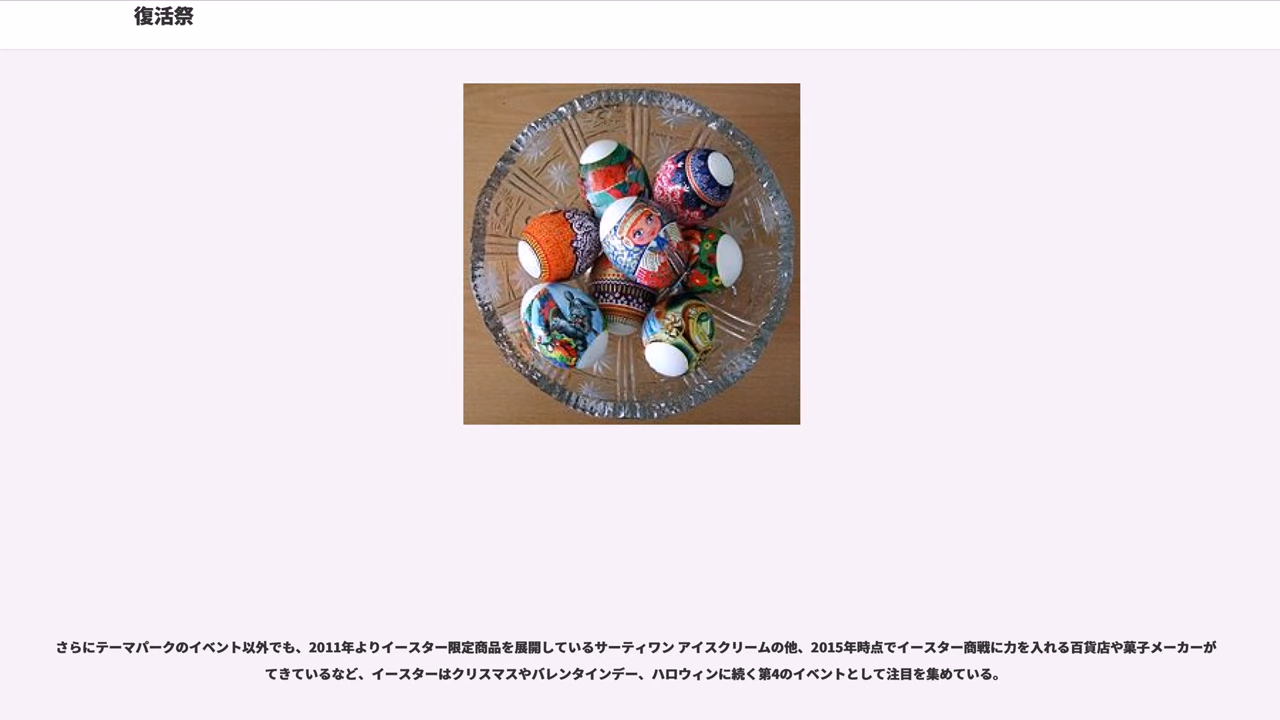 復活祭
さらにテーマパークのイベント以外でも、2011年よりイースター限定商品を展開しているサーティワン アイスクリームの他、2015年時点でイースター商戦に力を入れる百貨店や菓子メーカーが
てきているなど、イースターはクリスマスやバレンタインデー、ハロウィンに続く第4のイベントとして注目を集めている。